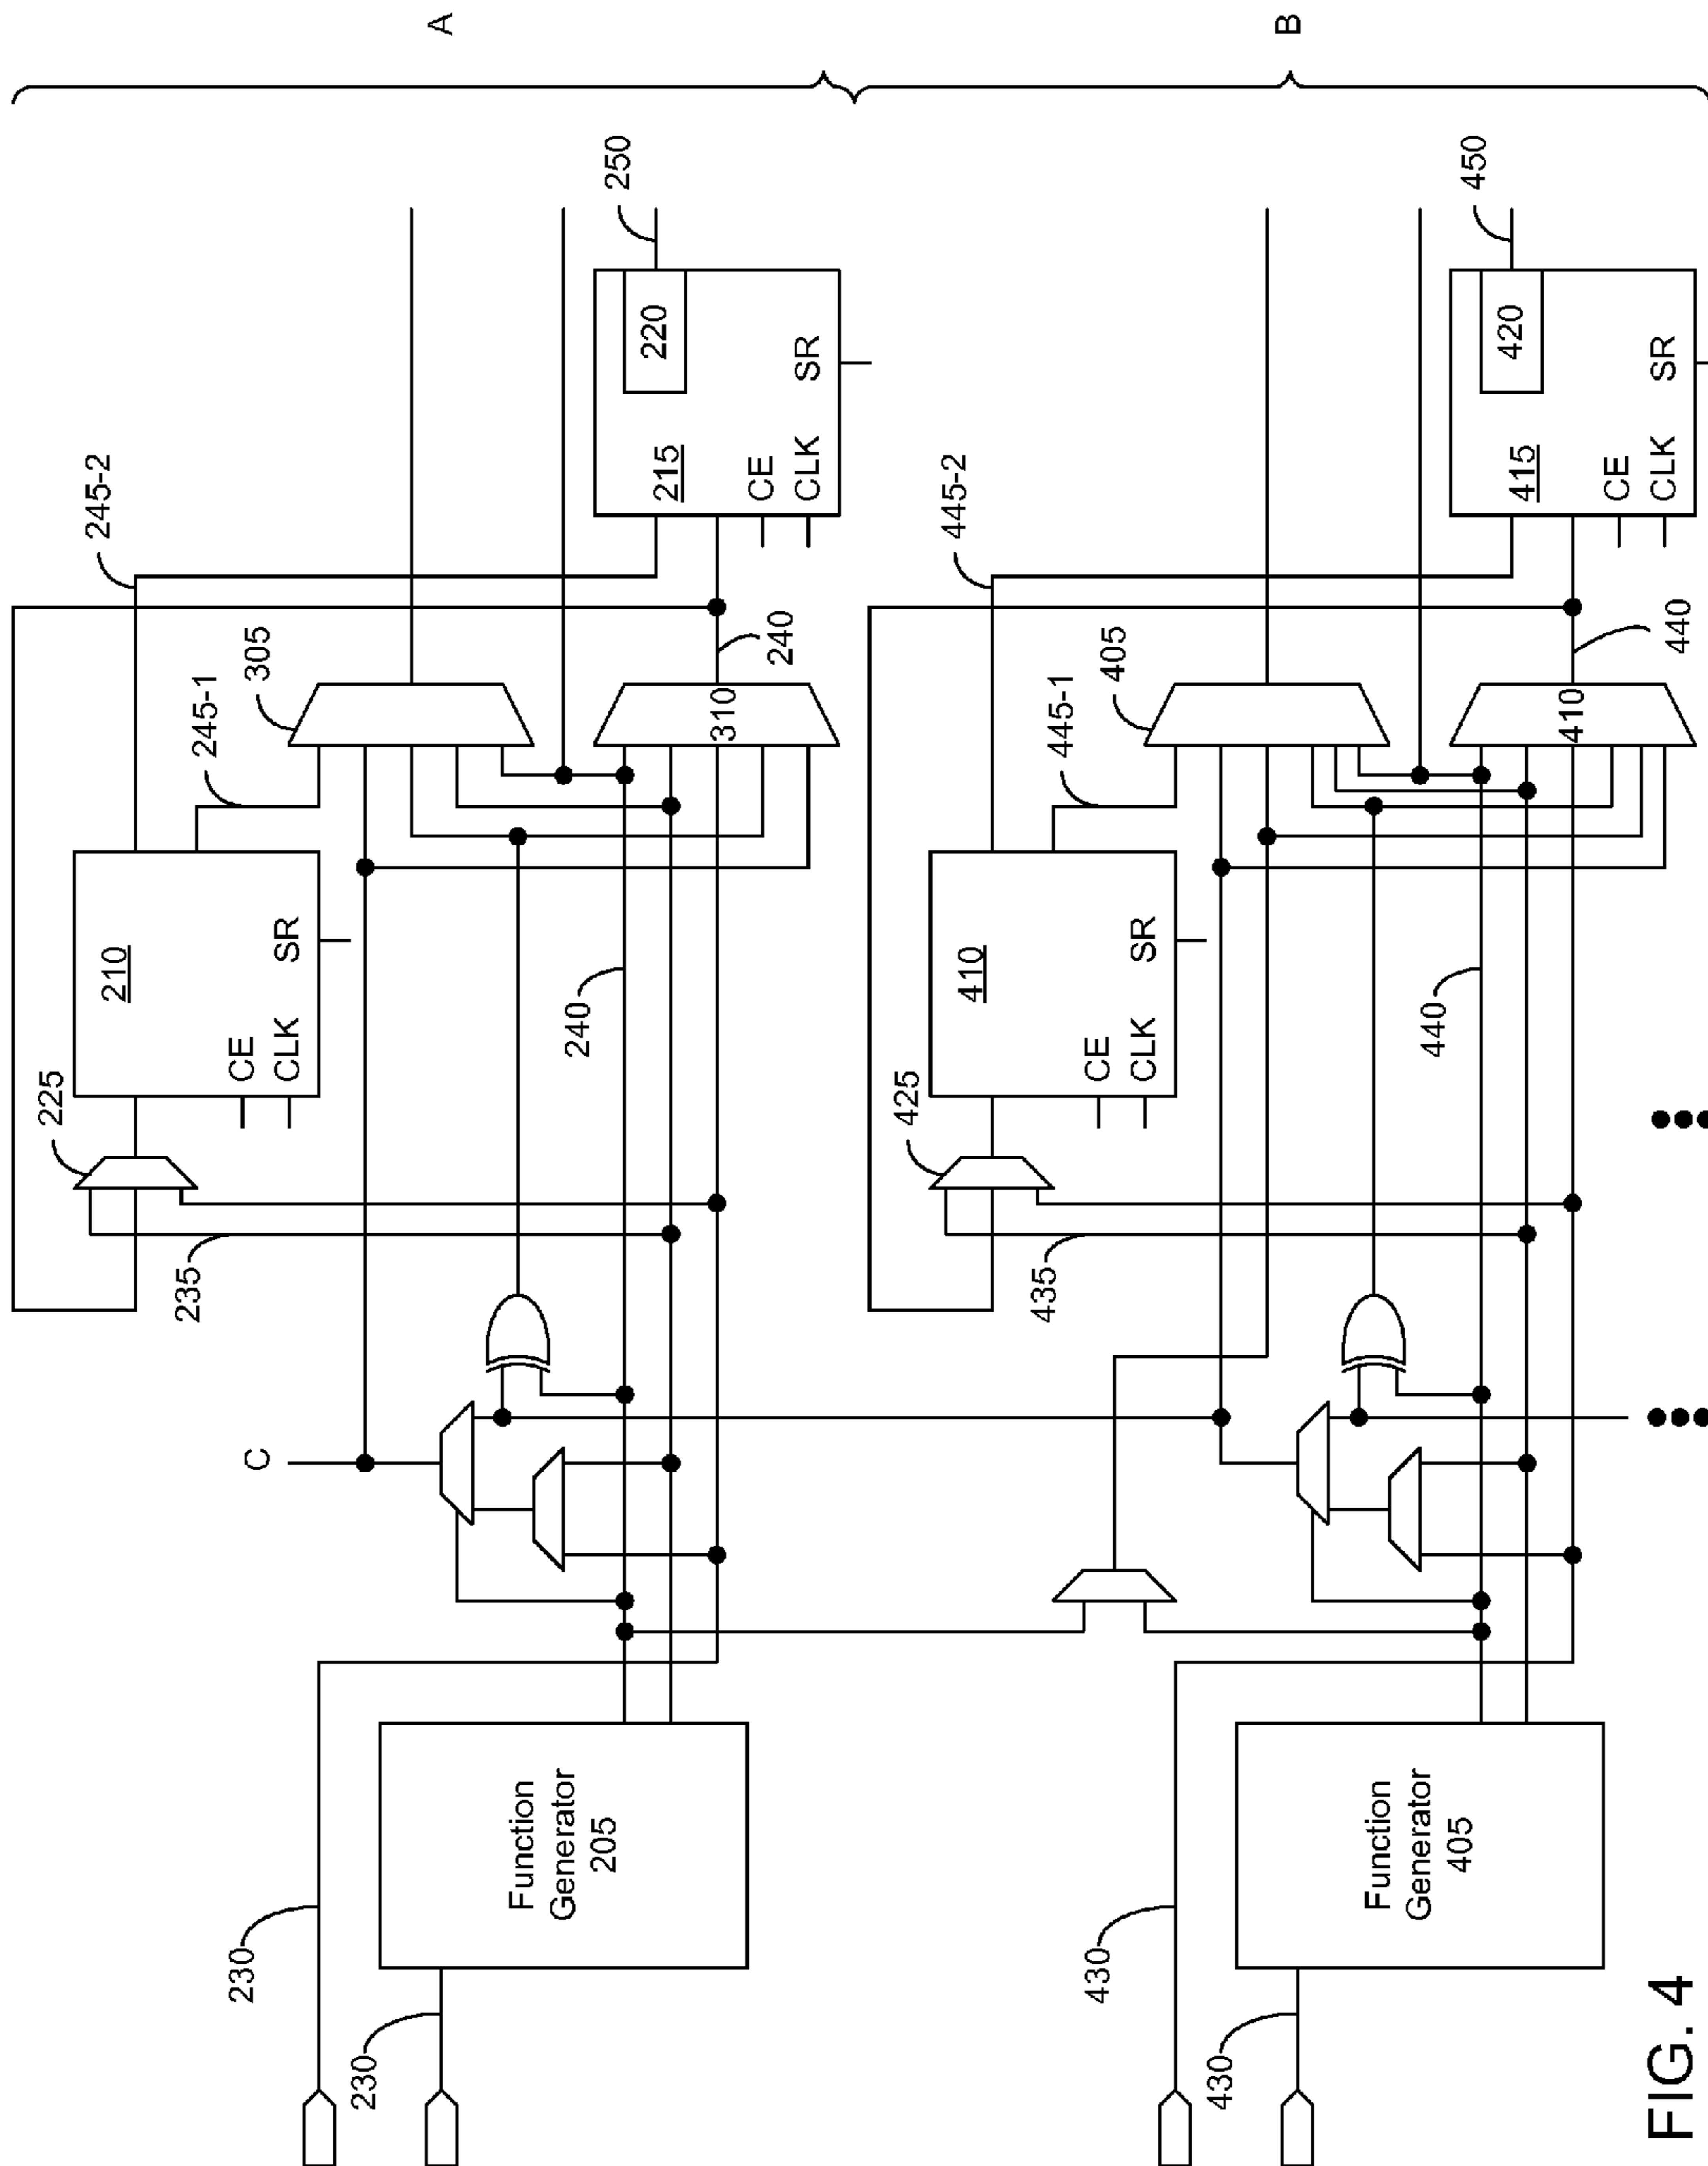 A
B
245-2
250
305
245-1
220
215
SR
CE
CLK
240
225
210
SR
CE
CLK
310
240
235
C
Function
Generator
205
230
230
445-2
450
405
445-1
420
415
SR
CE
CLK
440
425
410
SR
CE
CLK
410
440
435
Function
Generator
405
430
430
FIG. 4